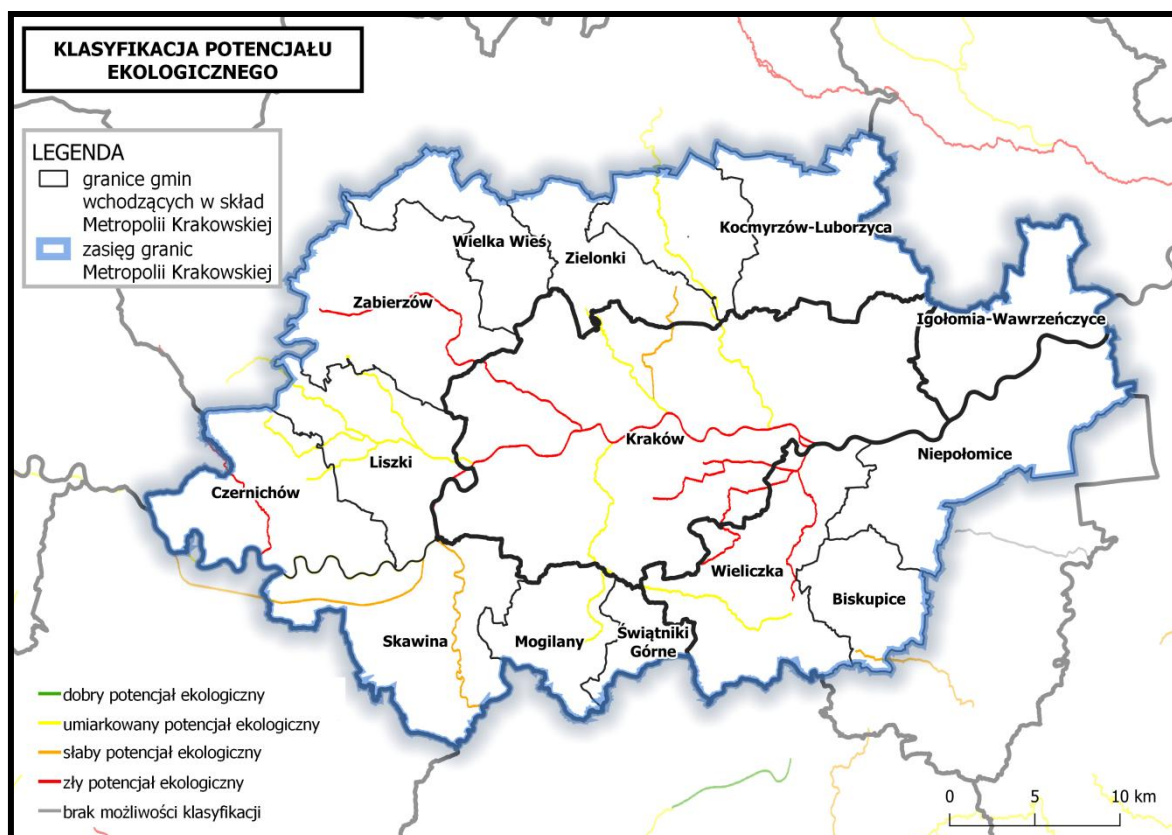 KLASYFIKACJA POTENCJAŁU
EKOLOGICZNEGO
LEGENDA
granice gmin
wchodzących w skład
Metropolii Krakowskiej
zasięg granic
Metropolii Krakowskiej
Kocmyrzów-Luborzyca
Wielka Wieś
Zielonki
Zabierzów
Igołomia-Wawrzeńczyce
Kraków
Niepołomice
Liszki
Czernichów
Wieliczka
Biskupice
Skawina
Mogilany
Świątniki
Górne
dobry potencjał ekologiczny
umiarkowany potencjał ekologiczny
słaby potencjał ekologiczny
zły potencjał ekologiczny
brak możliwości klasyfikacji
0 5 10 km